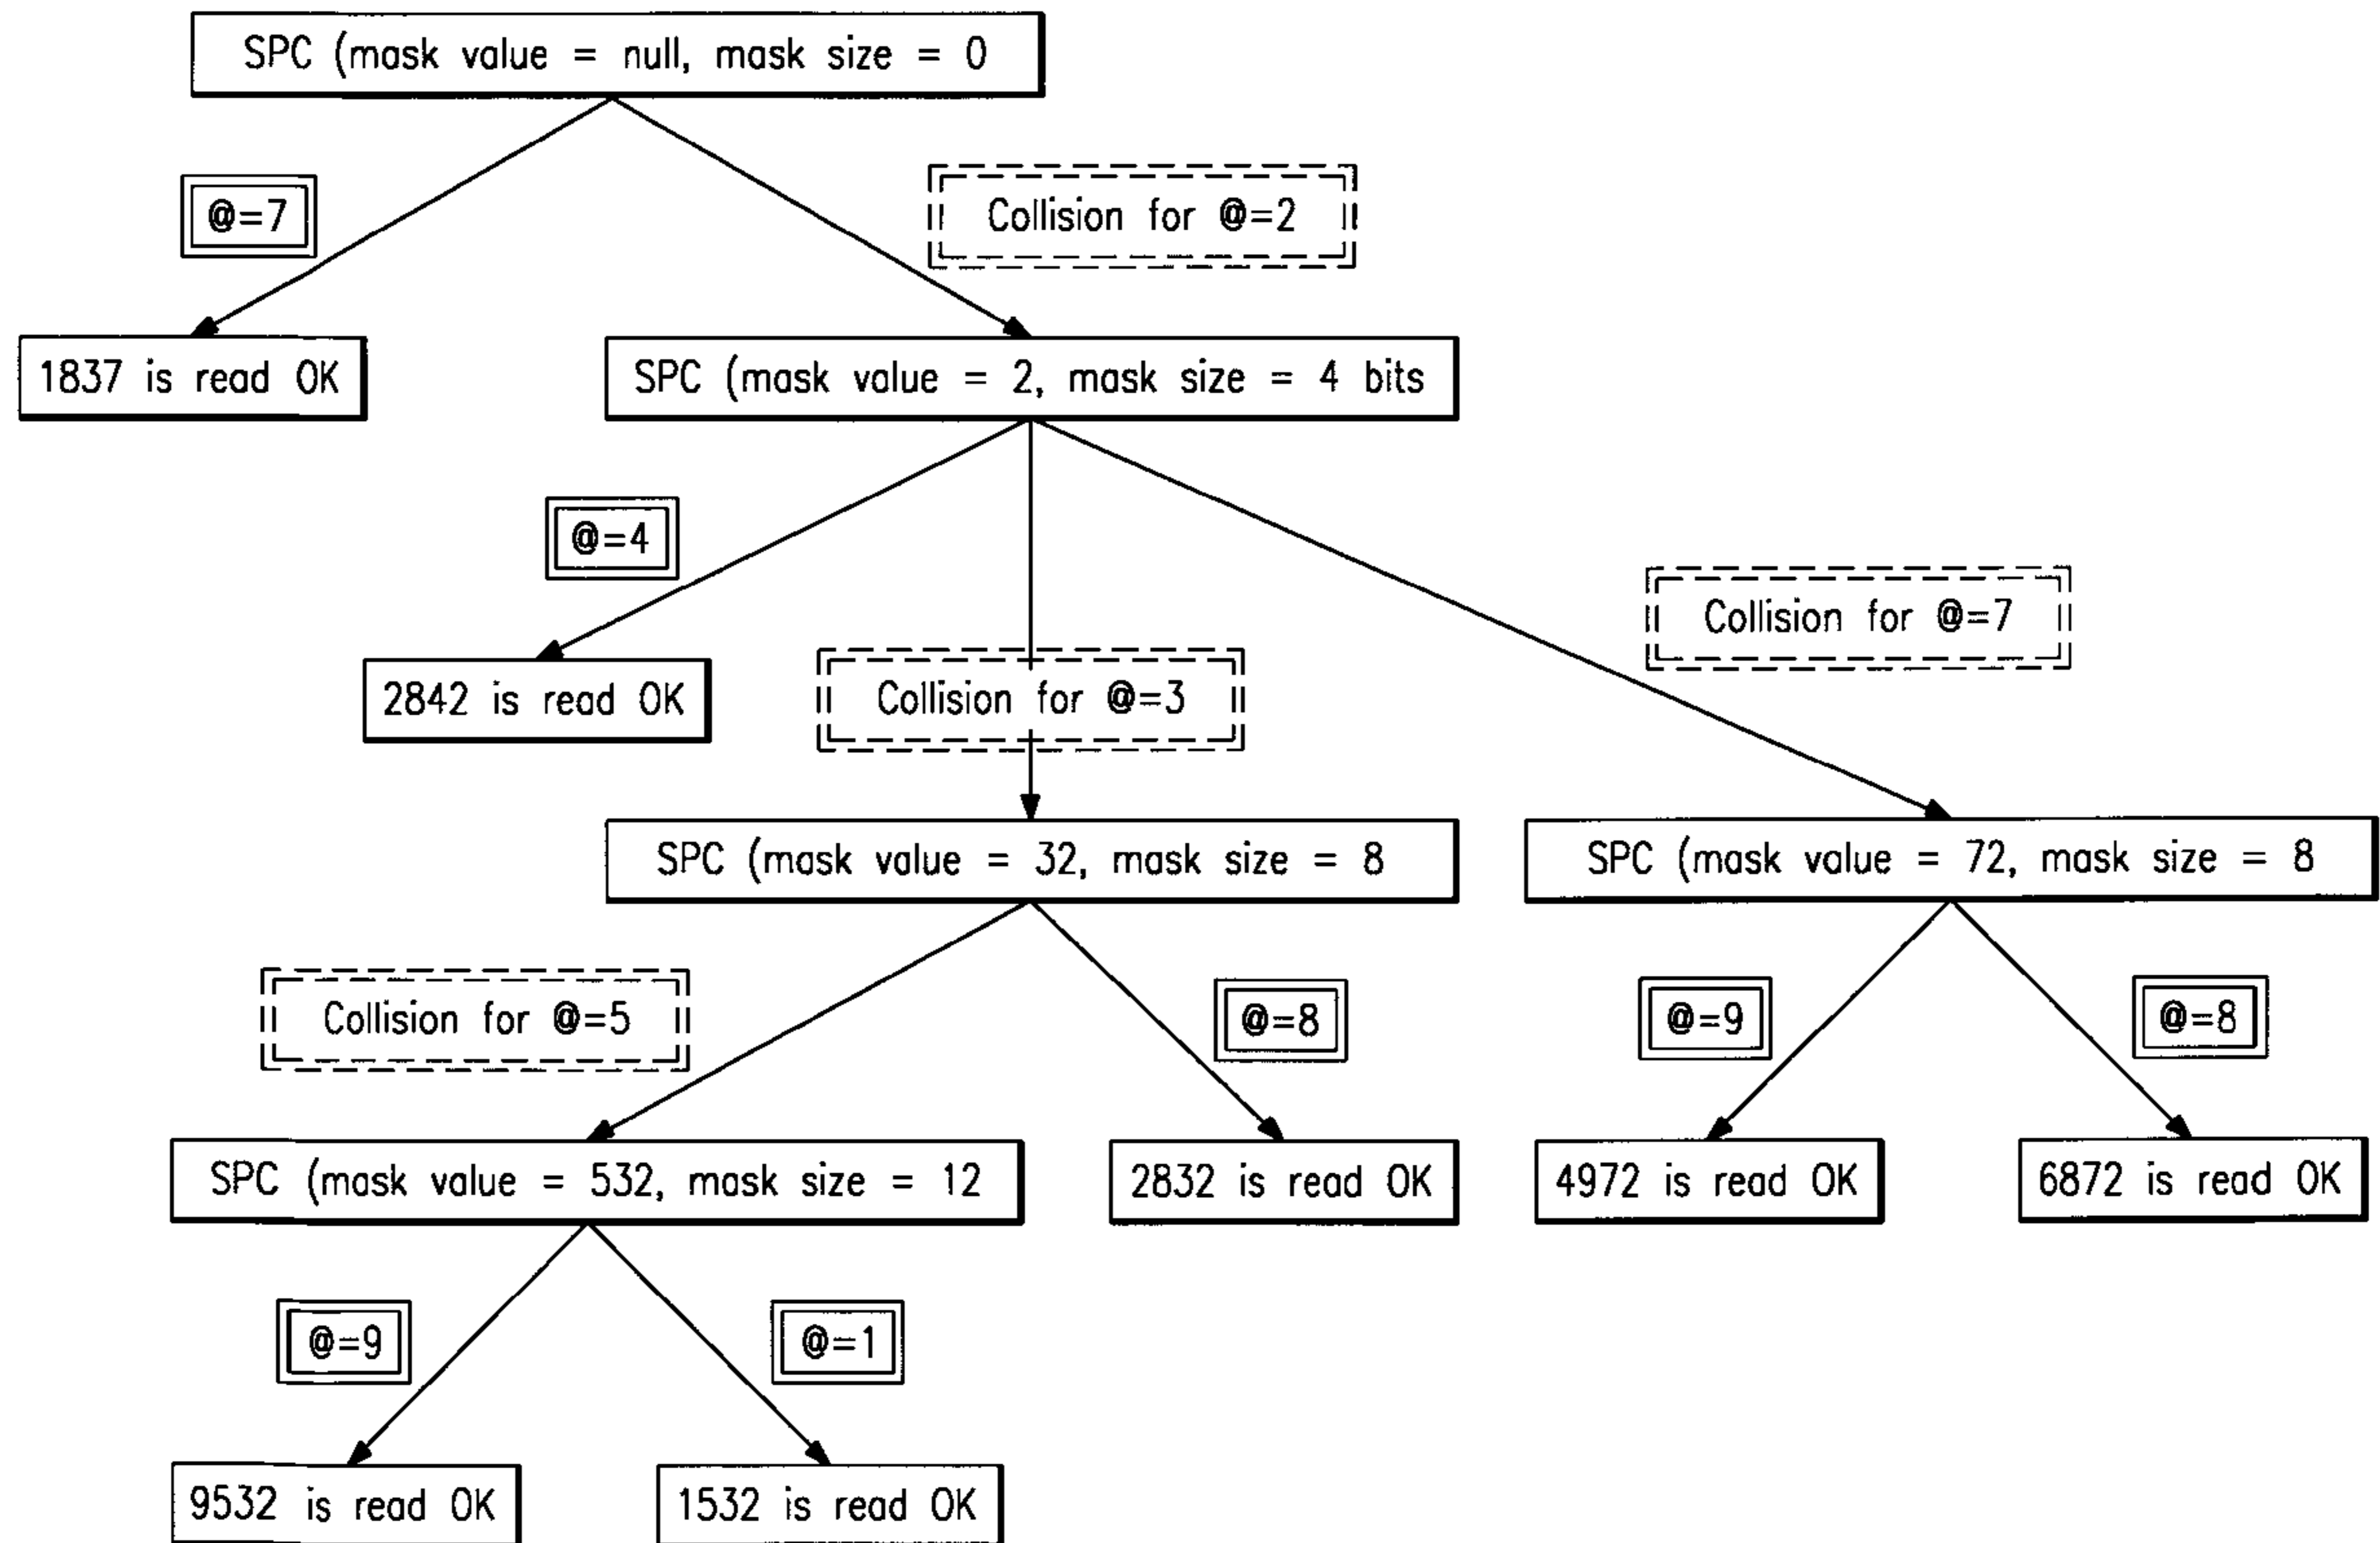 SPC (mask value = null, mask size = 0
@=7
Collision for @=2
1837 is read OK
SPC (mask value = 2, mask size = 4 bits
@=4
Collision for @=7
2842 is read OK
Collision for @=3
SPC (mask value = 32, mask size = 8
SPC (mask value = 72, mask size = 8
Collision for @=5
@=8
@=9
@=8
SPC (mask value = 532, mask size = 12
2832 is read OK
4972 is read OK
6872 is read OK
@=9
@=1
9532 is read OK
1532 is read OK